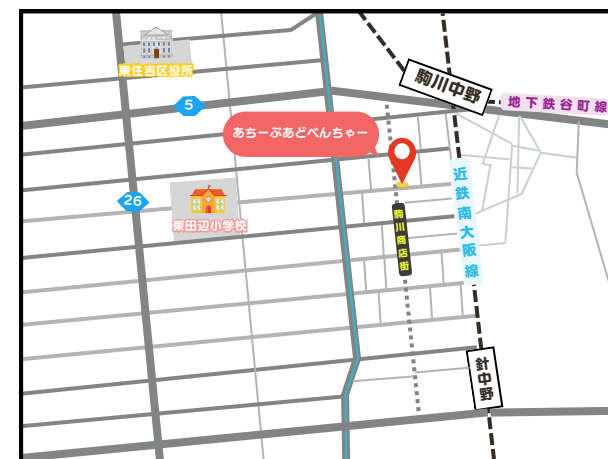 東住吉区役所
5
駒川中野
地下鉄谷町線
あちーぶあどべんちゃー
近鉄南大阪線
26
東田辺小学校
駒川商店街
針中野